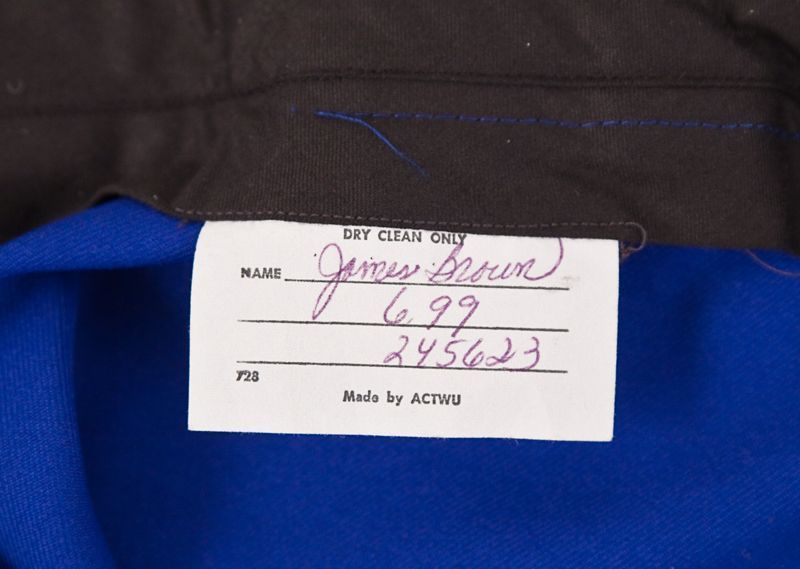 DRY CLEAN ONLY
NAME James Brown
6 99
245623
728
Made by ACTWU